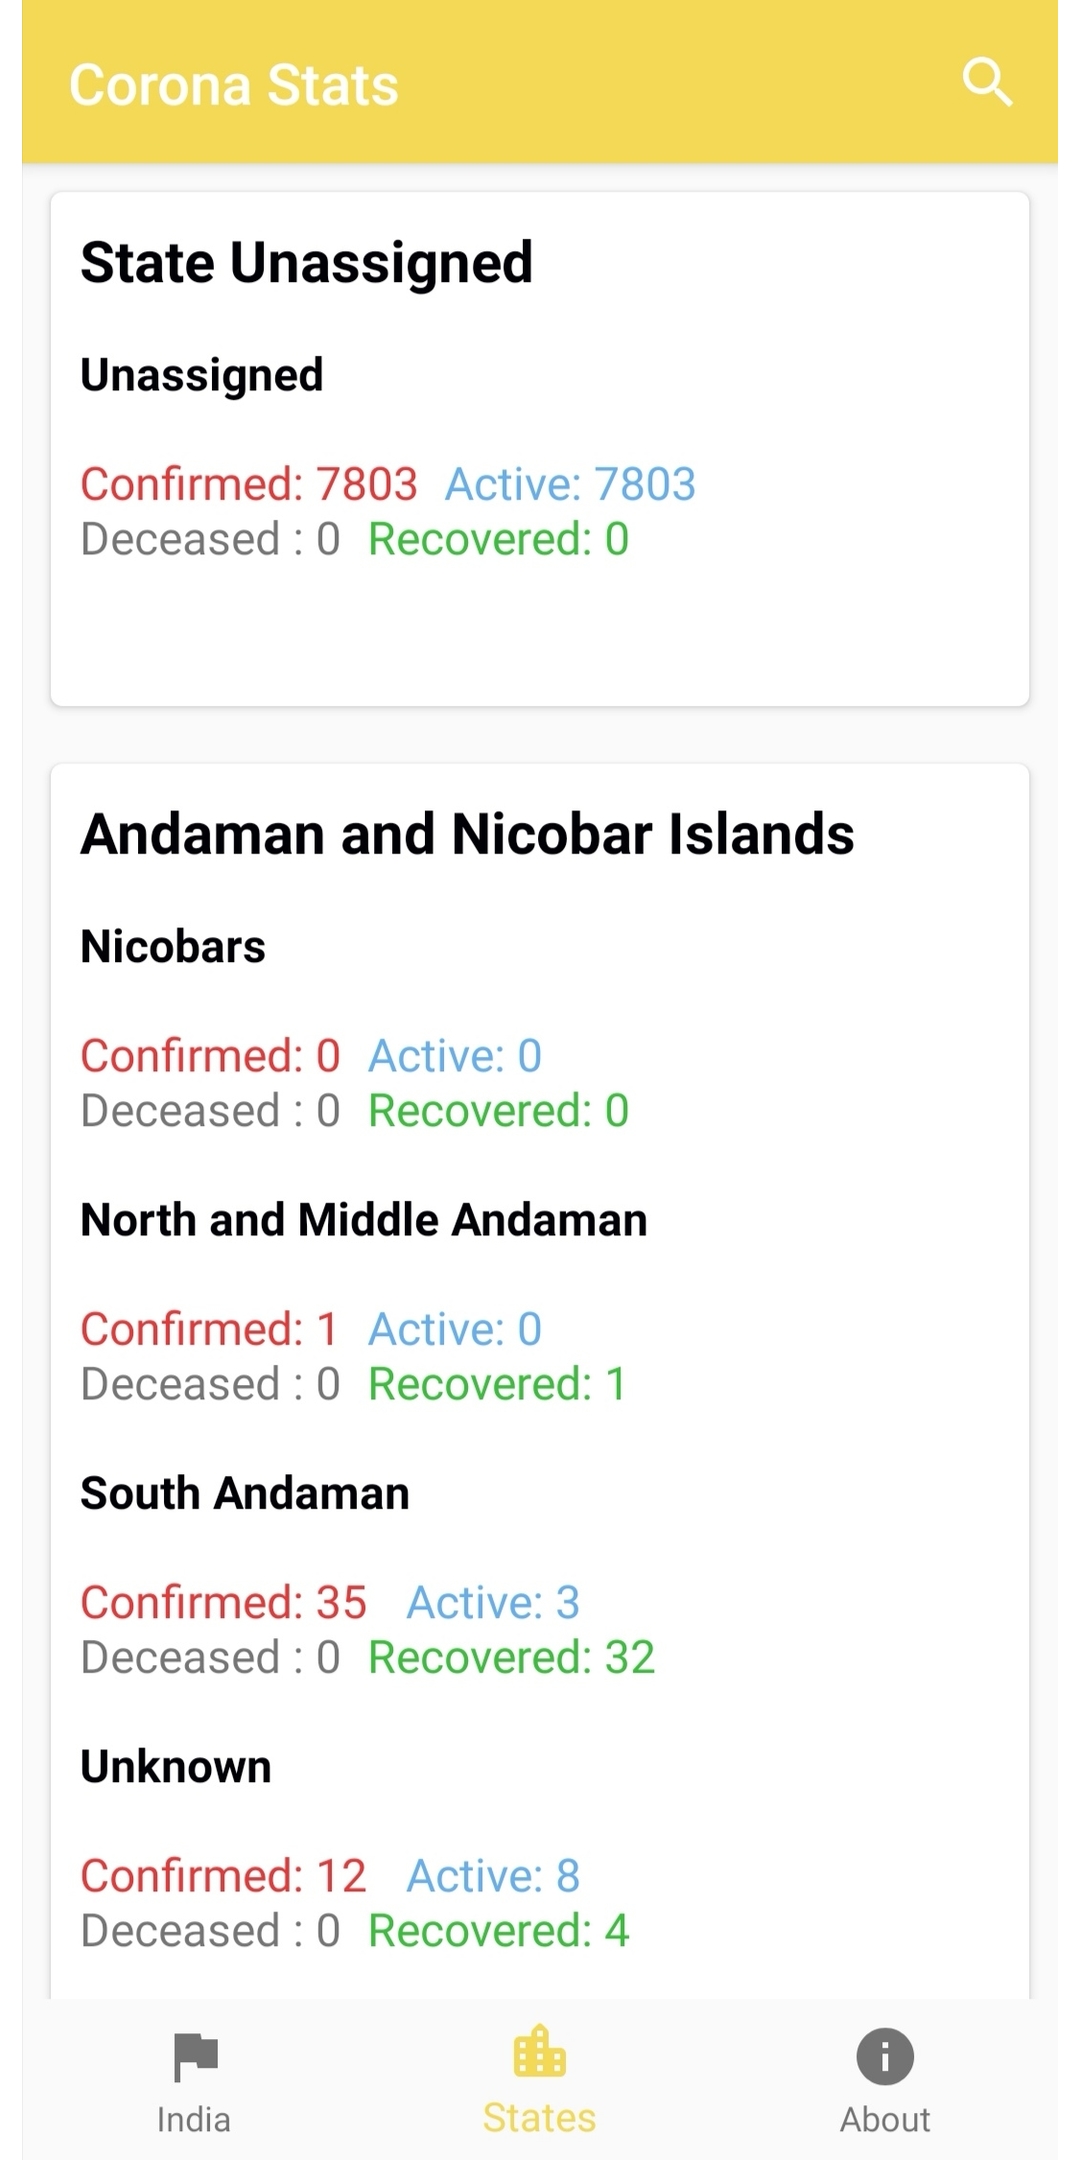 Corona Stats
State Unassigned
Unassigned
Confirmed: 7803 Active: 7803
Deceased : 0 Recovered: 0
Andaman and Nicobar Islands
Nicobars
Confirmed: 0 Active: 0
Deceased : 0 Recovered: 0
North and Middle Andaman
Confirmed: 1 Active: 0
Deceased : 0 Recovered: 1
South Andaman
Confirmed: 35 Active: 3
Deceased : 0 Recovered: 32
Unknown
Confirmed: 12 Active: 8
Deceased : 0 Recovered: 4
India States About